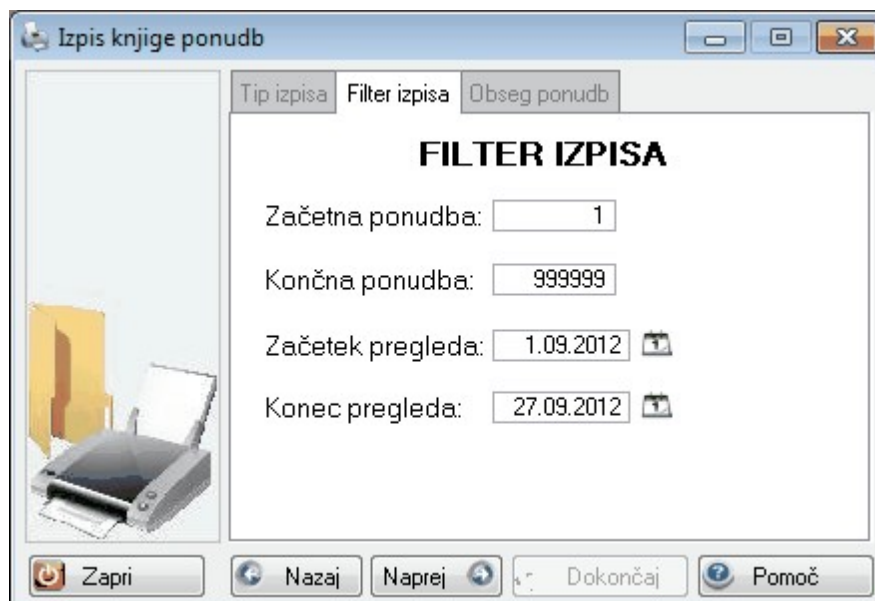 Izpis knjige ponudb
Tip izpisa Filter izpisa Obseg ponudb
FILTER IZPISA
Začetna ponudba: 1
Končna ponudba: 999999
Začetek pregleda: 1.09.2012
Konec pregleda: 27.09.2012
Zapri Nazaj Naprej Dokončaj Pomoč